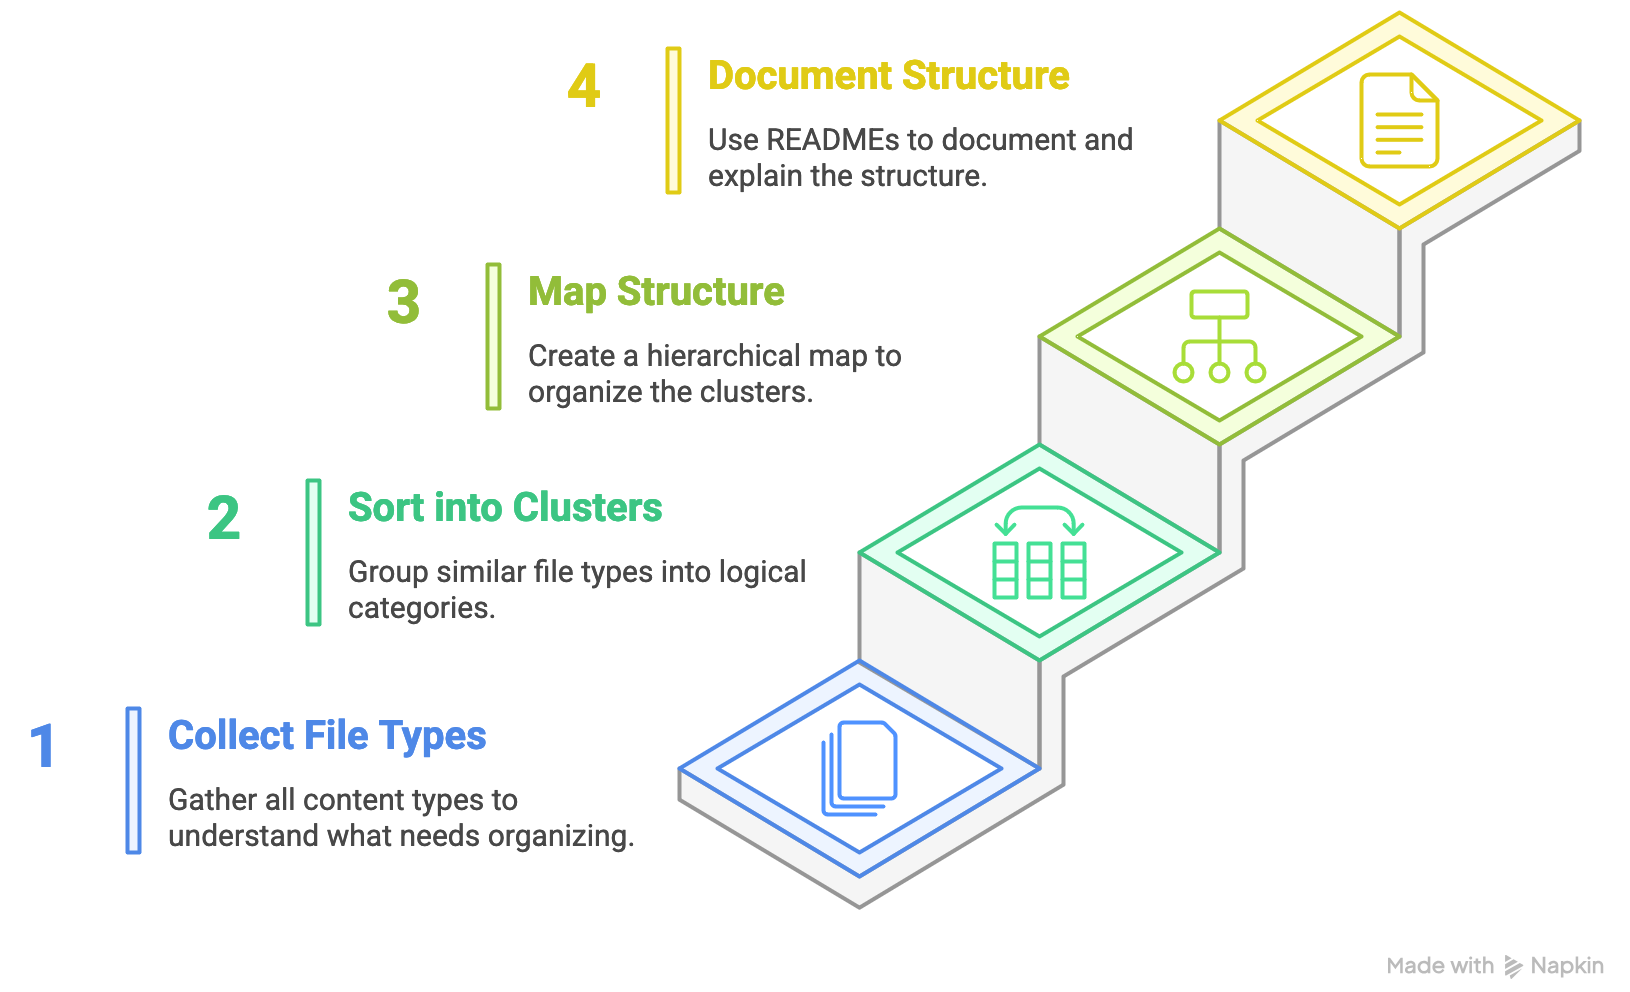 4
Document Structure
Use READMEs to document and
explain the structure.
3
Map Structure
Create a hierarchical map to
organize the clusters.
2
Sort into Clusters
Group similar file types into logical
categories.
1
Collect File Types
Gather all content types to
understand what needs organizing.
Made with Napkin